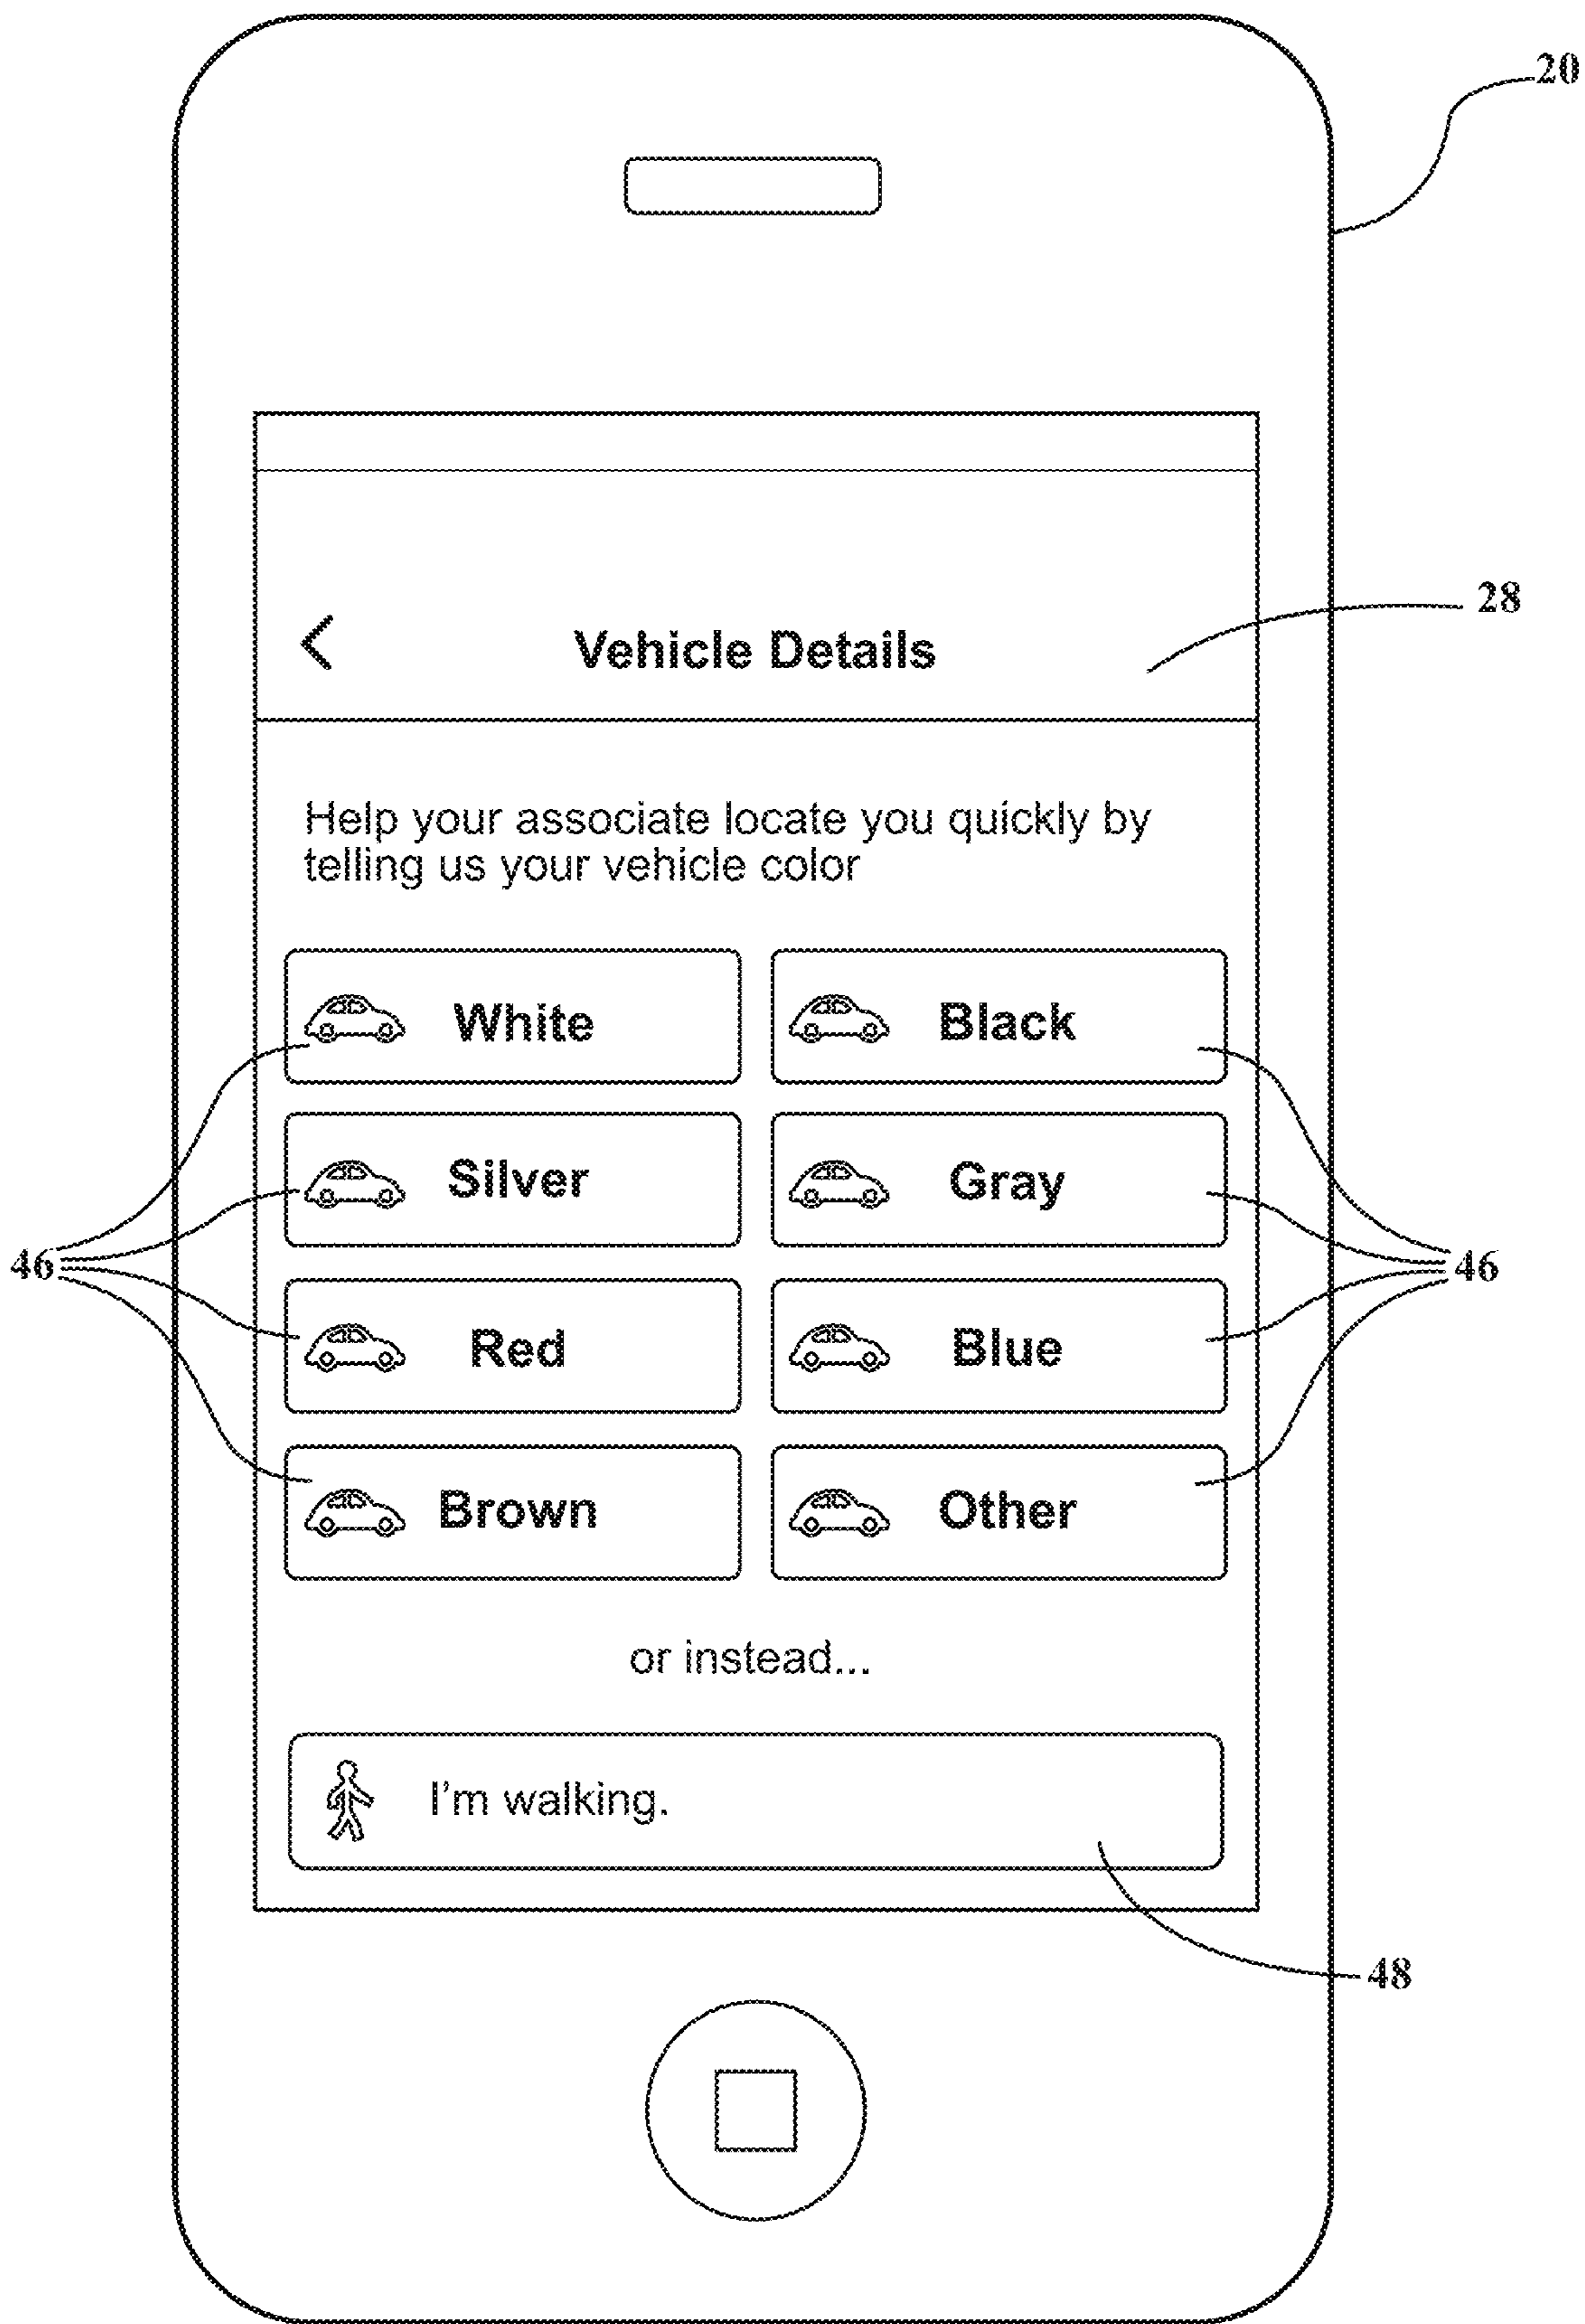 20
28
Vehicle Details
Help your associate locate you quickly by
telling us your vehicle color
White
Black
Silver
Gray
46
46
Red
Blue
Brown
Other
or instead...
I'm walking.
48